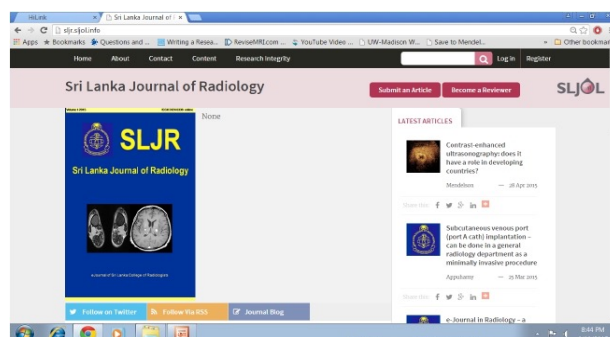 HiLink
Sri Lanka Journal of
sljr.sljol.info
Apps
Bookmarks
Questions and ...
Writing a Resea...
ReviseMRI.com ...
YouTube Video ...
UW-Madison W...
Save to Mendel...
Other bookmar
Home
About
Contact
Content
Research Integrity
Log in
Register
Sri Lanka Journal of Radiology
Submit an Article
Become a Reviewer
SLJOL
SLJR
Sri Lanka Journal of Radiology
None
LATEST ARTICLES
Contrast-enhanced
ultrasonography: does it
have a role in developing
countries?
Mendelson — 28 Apr 2015
Share this:
Subcutaneous venous port
(port A cath) implantation –
can be done in a general
radiology department as a
minimally invasive procedure
— 25 Mar 2015
Share this:
e-Journal in Radiology – a
Follow on Twitter
Follow Via RSS
Journal Blog
8:44 PM